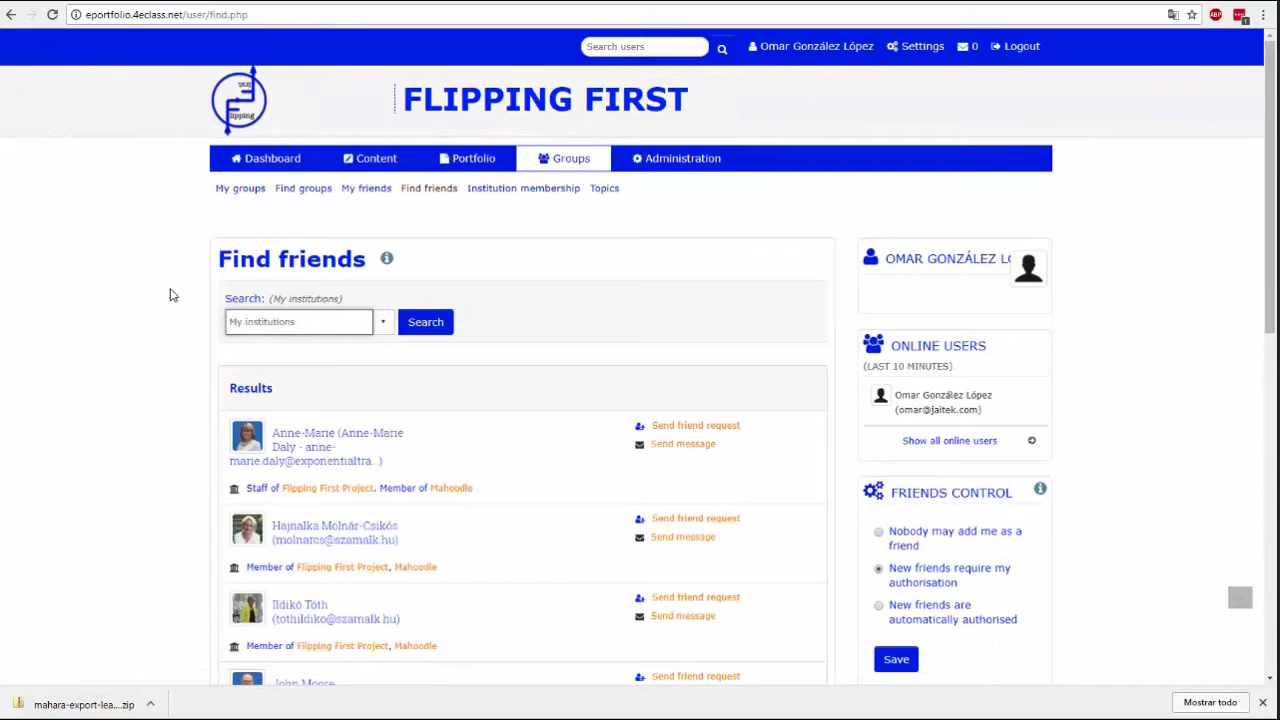 eportfolio.4eclass.net/user/find.php
ABP
1
Search users
Omar González López
Settings
0
Logout
flipping
FLIPPING FIRST
Dashboard
Content
Portfolio
Groups
Administration
My groups
Find groups
My friends
Find friends
Institution membership
Topics
Find friends
Search: (My institutions)
My institutions
Search
Results
Anne-Marie (Anne-Marie
Daly - anne-
marie.daly@exponentialtra...)
Send friend request
Send message
Staff of Flipping First Project. Member of Mahoodle
Hajnalka Molnár-Csikós
(molnarcs@szamalk.hu)
Send friend request
Send message
Member of Flipping First Project, Mahoodle
Ildikó Tóth
(tothildiko@szamalk.hu)
Send friend request
Send message
Member of Flipping First Project, Mahoodle
John Moore
Send friend request
OMAR GONZÁLEZ LÓ
ONLINE USERS
(LAST 10 MINUTES)
Omar González López
(omar@jaitek.com)
Show all online users
FRIENDS CONTROL
Nobody may add me as a
friend
New friends require my
authorisation
New friends are
automatically authorised
Save
mahara-export-lea....zip
Mostrar todo